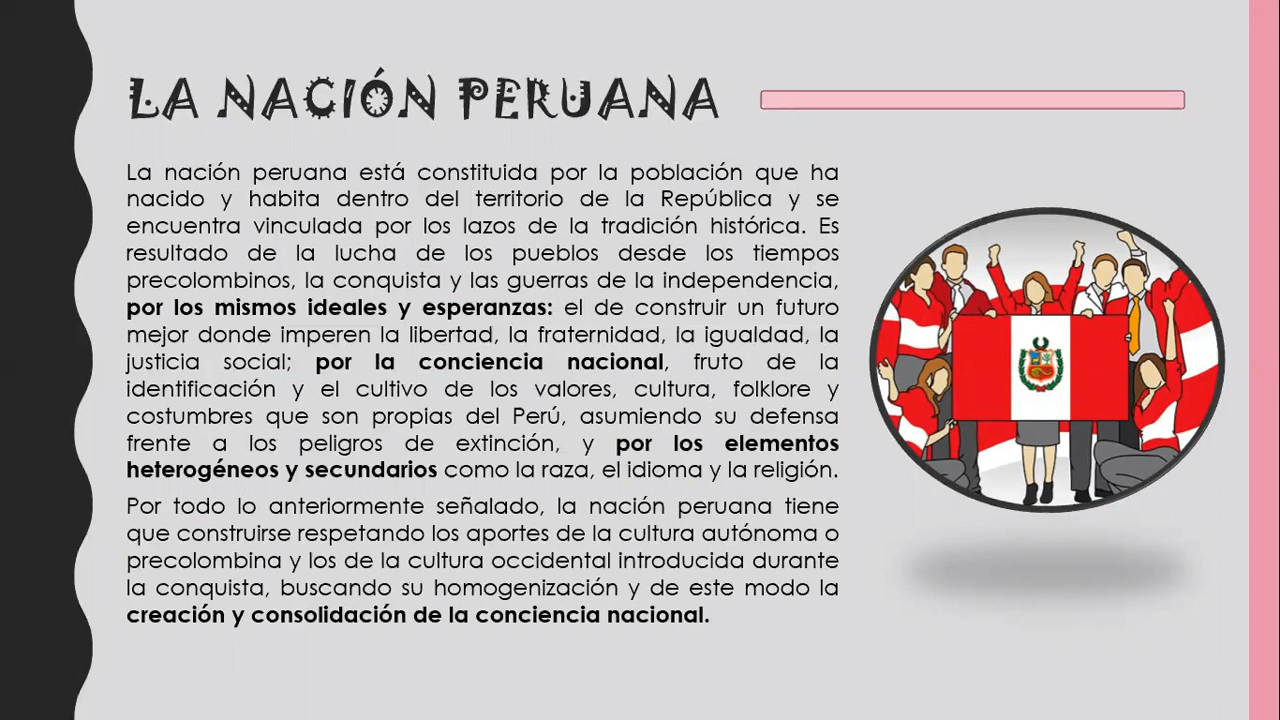 LA NACIÓN PERUANA
La nación peruana está constituida por la población que ha
nacido y habita dentro del territorio de la República y se
encuentra vinculada por los lazos de la tradición histórica. Es
resultado de la lucha de los pueblos desde los tiempos
precolombinos, la conquista y las guerras de la independencia,
por los mismos ideales y esperanzas: el de construir un futuro
mejor donde imperen la libertad, la fraternidad, la igualdad, la
justicia social; por la conciencia nacional, fruto de la
identificación y el cultivo de los valores, cultura, folklore y
costumbres que son propias del Perú, asumiendo su defensa
frente a los peligros de extinción, y por los elementos
heterogéneos y secundarios como la raza, el idioma y la religión.
Por todo lo anteriormente señalado, la nación peruana tiene
que construirse respetando los aportes de la cultura autónoma o
precolombina y los de la cultura occidental introducida durante
la conquista, buscando su homogenización y de este modo la
creación y consolidación de la conciencia nacional.